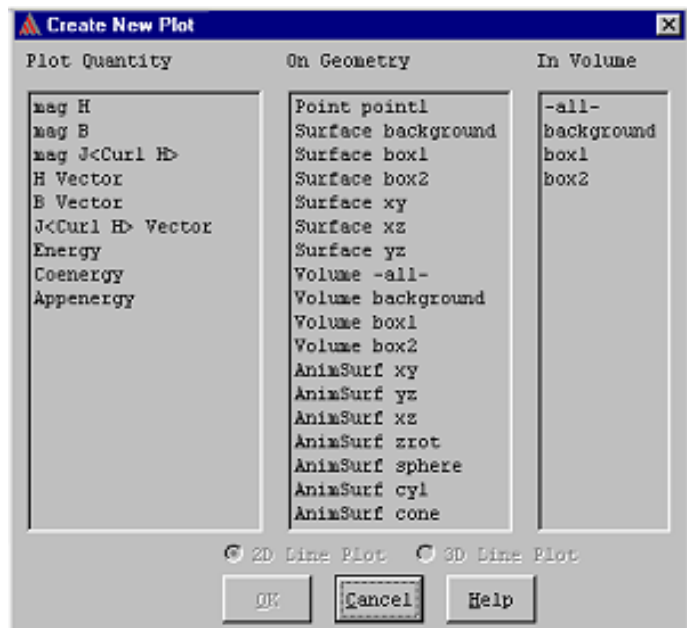 Create New Plot
Plot Quantity
On Geometry
In Volume
mag H
mag B
mag J<Curl H>
H Vector
B Vector
J<Curl H> Vector
Energy
Coenergy
Appenergy
Point point1
Surface background
Surface box1
Surface box2
Surface xy
Surface xz
Surface yz
Volume -all-
Volume background
Volume box1
Volume box2
AnimSurf xy
AnimSurf yz
AnimSurf xz
AnimSurf zrot
AnimSurf sphere
AnimSurf cyl
AnimSurf cone
-all-
background
box1
box2
2D Line Plot
3D Line Plot
OK
Cancel
Help